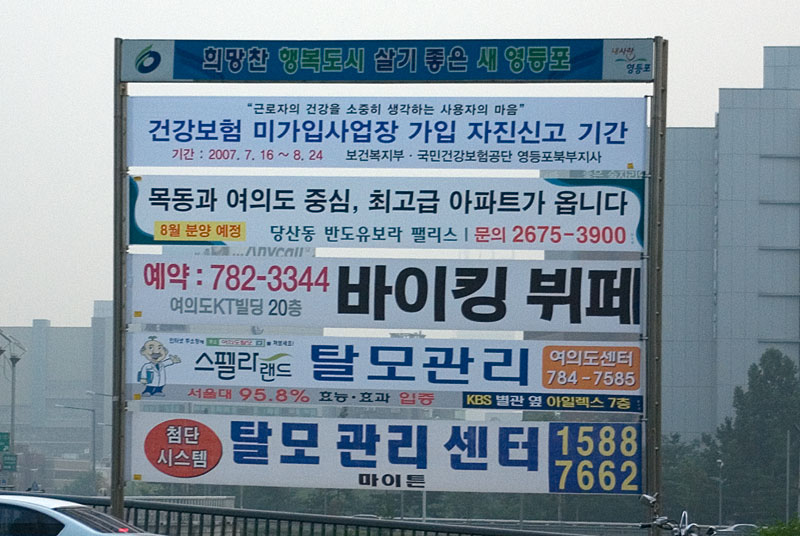 희망찬 행복도시 살기 좋은 새 영등포
내사랑
영등포
"근로자의 건강을 소중히 생각하는 사용자의 마음"
건강보험 미가입사업장 가입 자진신고 기간
기간 : 2007. 7. 16 ~ 8. 24 보건복지부 · 국민건강보험공단 영등포북부지사
목동과 여의도 중심, 최고급 아파트가 옵니다
8월 분양 예정 당산동 반도유보라 팰리스 | 문의 2675-3900
Anycall
예약 : 782-3344 바이킹 뷔페
여의도KT빌딩 20층
스펠라랜드 탈모관리 여의도센터
784-7585
서울대 95.8% 효능·효과 입증 KBS 별관 옆 아일렉스 7층
첨단
시스템
탈모 관리 센터
마이튼
1588
7662